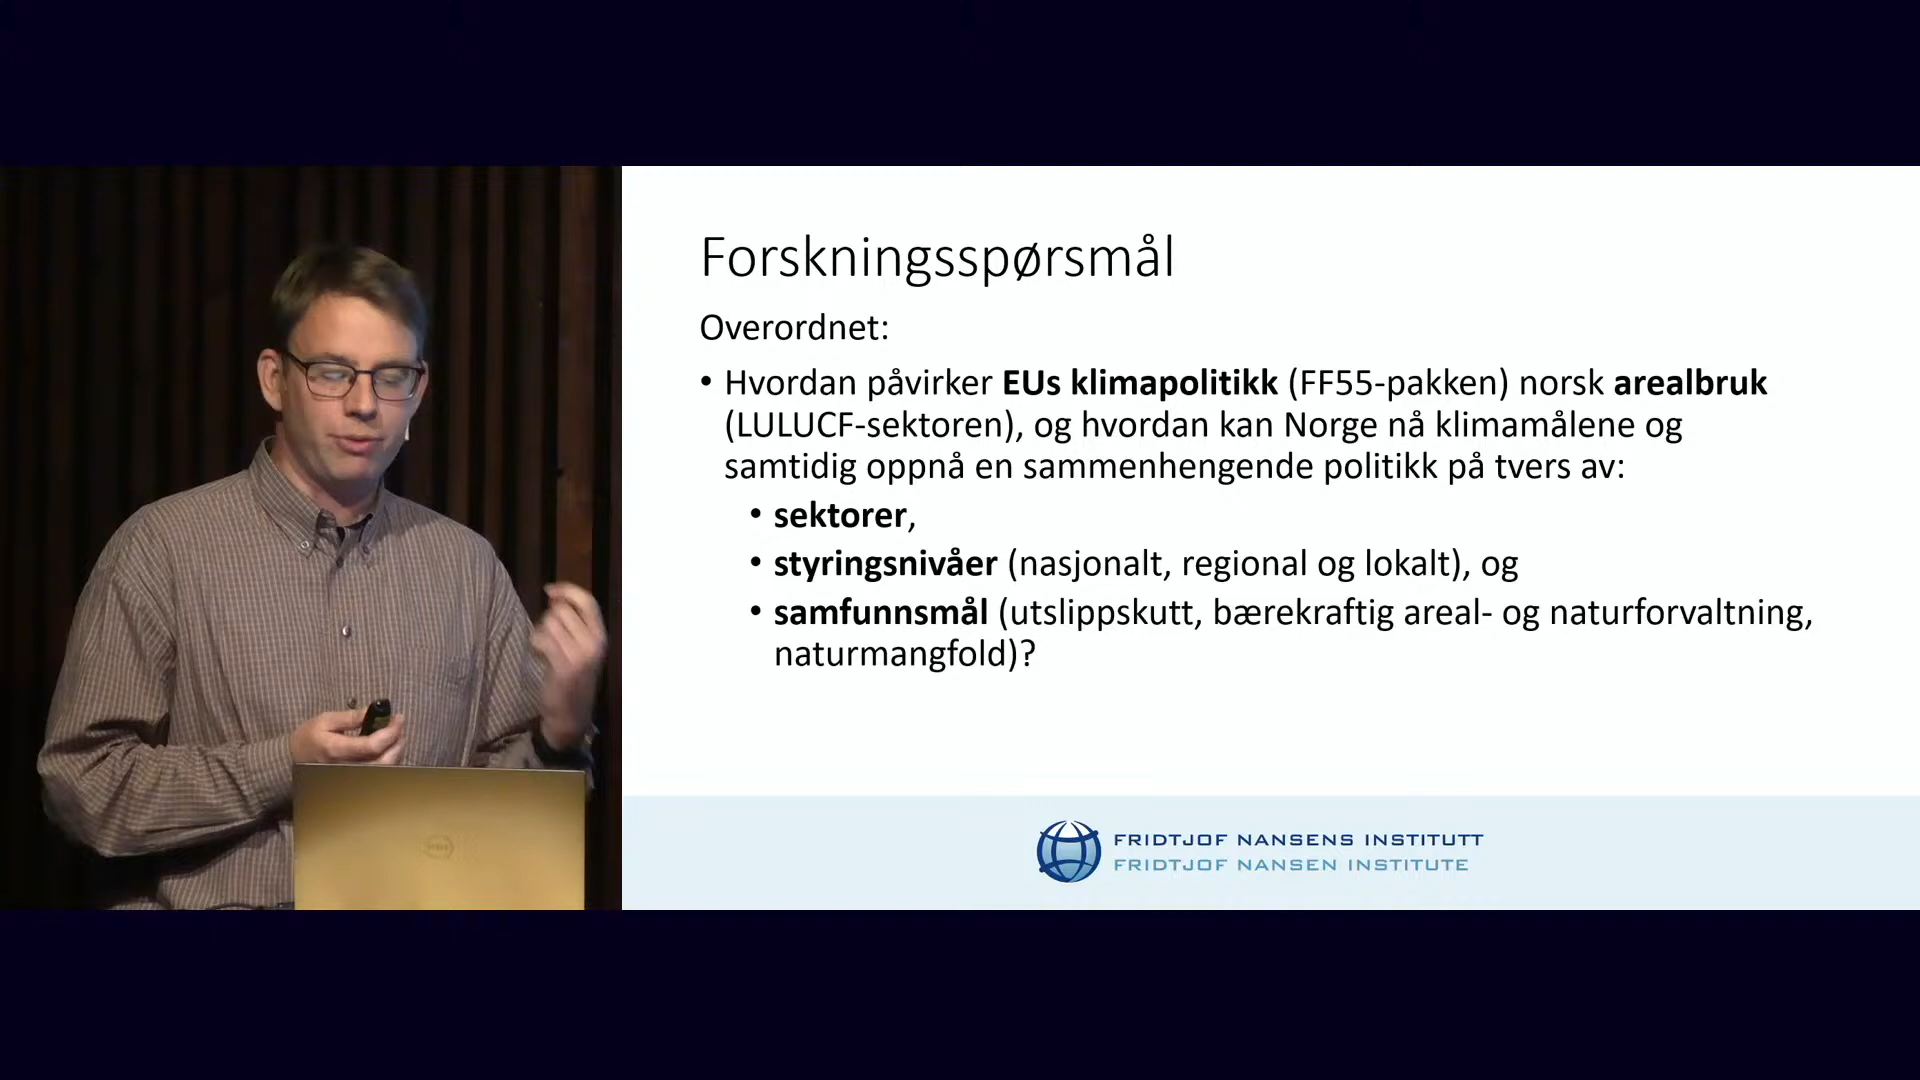 Forskningsspørsmål
Overordnet:
• Hvordan påvirker EUs klimapolitikk (FF55-pakken) norsk arealbruk
(LULUCF-sektoren), og hvordan kan Norge nå klimamålene og
samtidig oppnå en sammenhengende politikk på tvers av:
• sektorer,
• styringsnivåer (nasjonalt, regional og lokalt), og
• samfunnsmål (utslippskutt, bærekraftig areal- og naturforvaltning,
naturmangfold)?
FRIDTJOF NANSENS INSTITUTT
FRIDTJOF NANSEN INSTITUTE